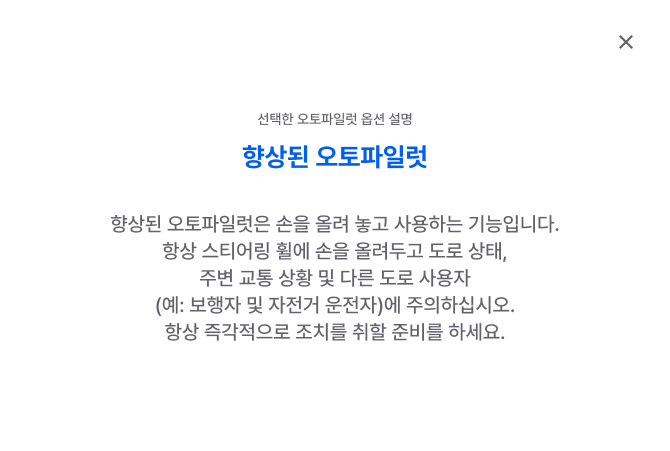 선택한 오토파일럿 옵션 설명
향상된 오토파일럿
향상된 오토파일럿은 손을 올려 놓고 사용하는 기능입니다.
항상 스티어링 휠에 손을 올려두고 도로 상태,
주변 교통 상황 및 다른 도로 사용자
(예: 보행자 및 자전거 운전자)에 주의하십시오.
항상 즉각적으로 조치를 취할 준비를 하세요.